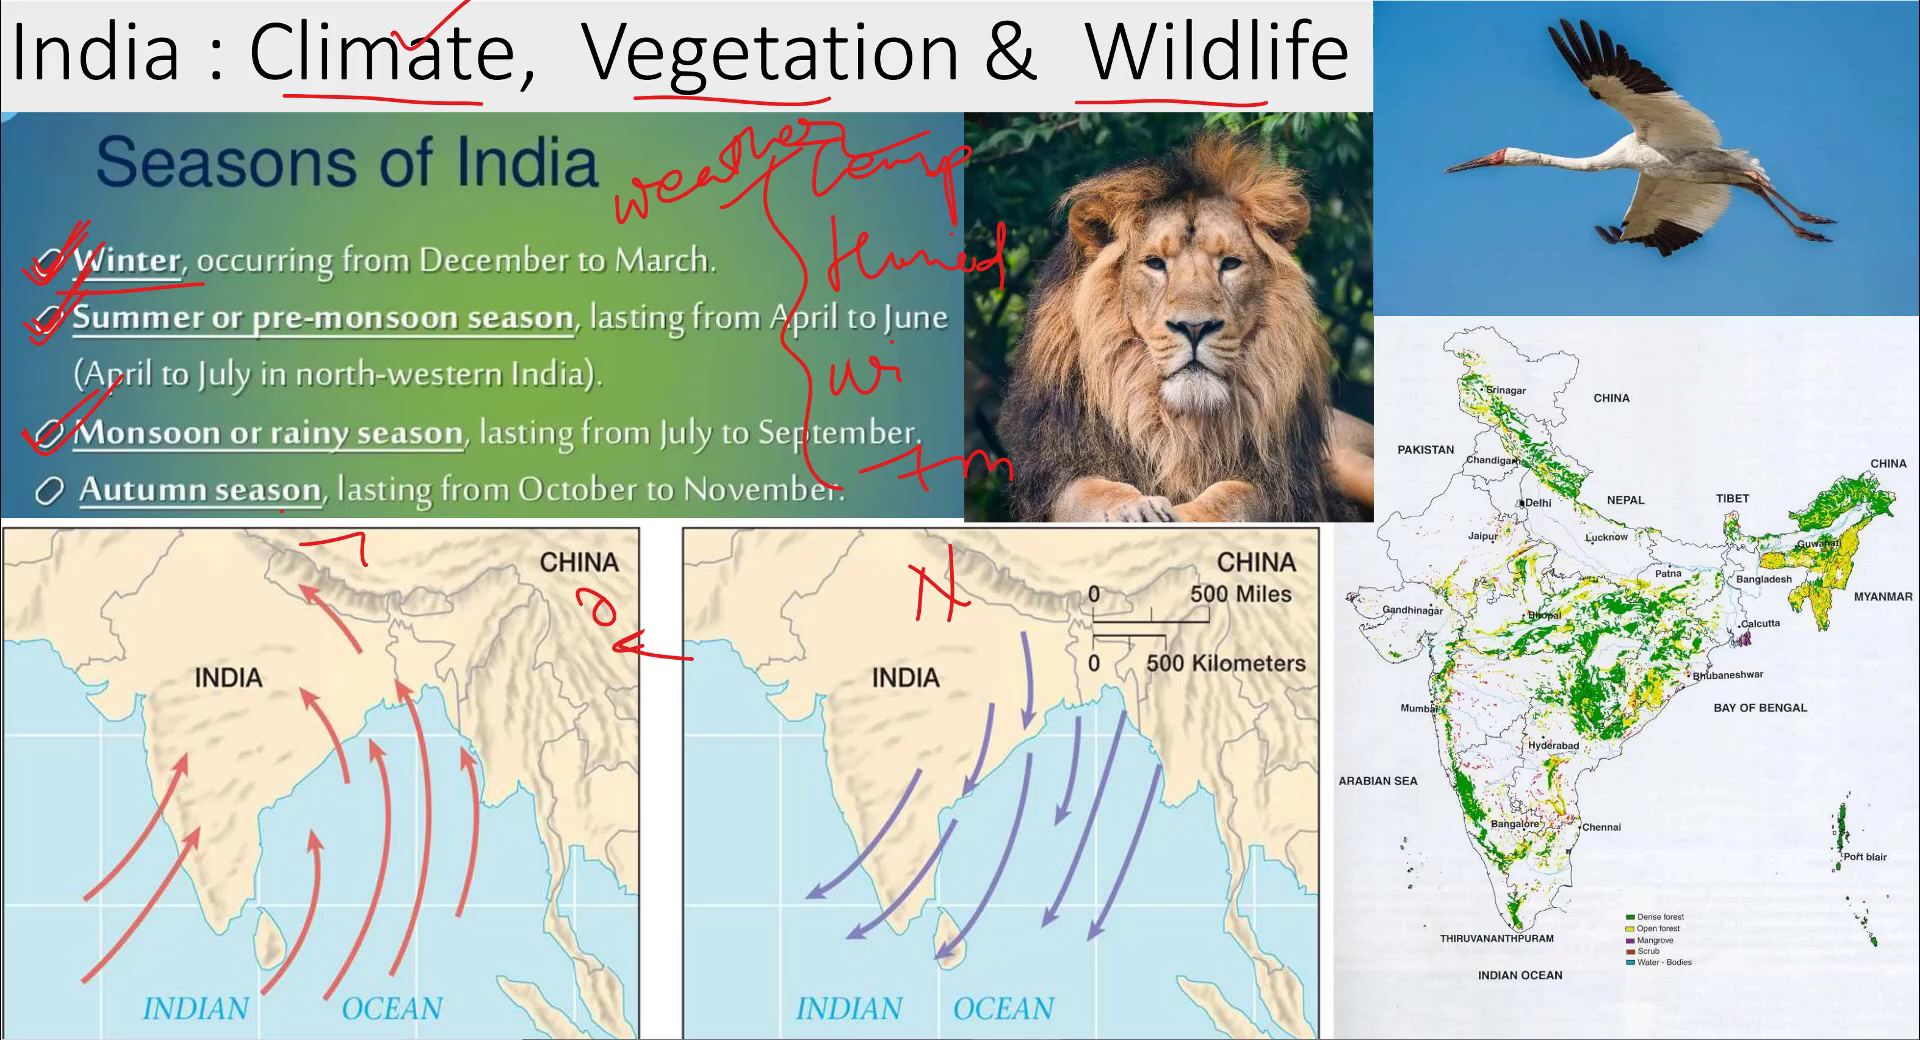 India : Climate, Vegetation & Wildlife
Seasons of India
Winter, occurring from December to March.
Summer or pre-monsoon season, lasting from April to June
(April to July in north-western India).
Monsoon or rainy season, lasting from July to September.
Autumn season, lasting from October to November.
weather
Temp
Humid
CHINA
INDIA
INDIAN OCEAN
N
CHINA
0 500 Miles
0 500 Kilometers
INDIA
INDIAN OCEAN
Srinagar
CHINA
PAKISTAN
Chandigarh
CHINA
NEPAL
TIBET
Delhi
Jaipur
Lucknow
Guwahati
Patna
Bangladesh
MYANMAR
Gandhinagar
Bhopal
Calcutta
Bhubaneshwar
Mumbai
BAY OF BENGAL
Hyderabad
ARABIAN SEA
Bangalore
Chennai
Port blair
THIRUVANANTHPURAM
INDIAN OCEAN
Dense forest
Open forest
Mangrove
Scrub
Water - Bodies